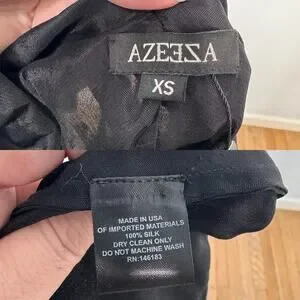 AZEEZA
XS
MADE IN USA
OF IMPORTED MATERIALS
100% SILK
DRY CLEAN ONLY
DO NOT MACHINE WASH
RN:146183